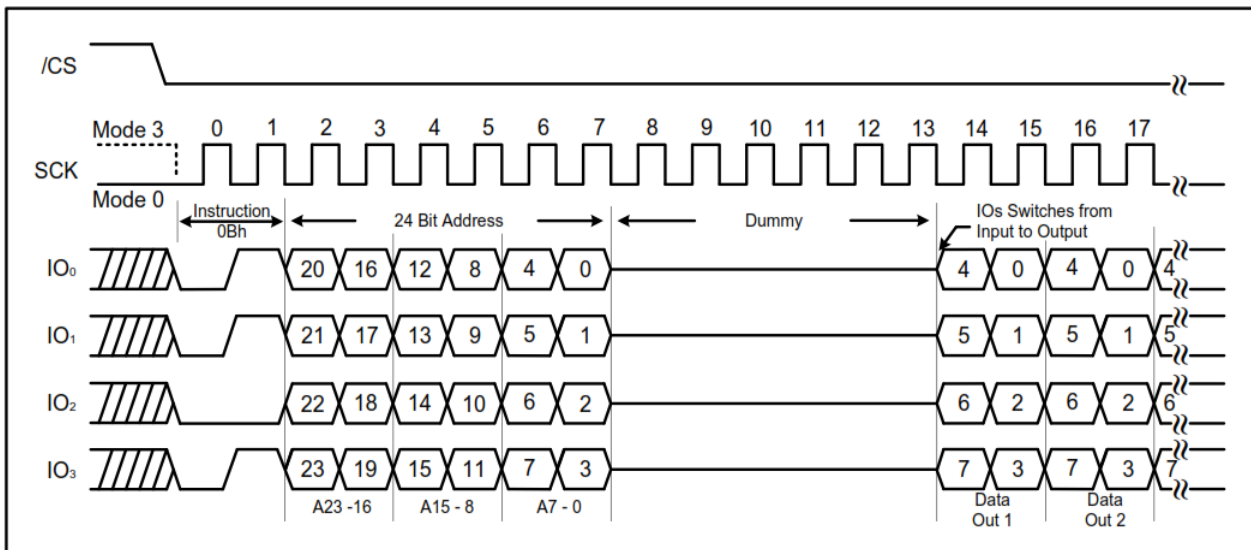 /CS
Mode 3 0 1 2 3 4 5 6 7 8 9 10 11 12 13 14 15 16 17
SCK
Mode 0
Instruction
0Bh
24 Bit Address
Dummy
IOs Switches from
Input to Output
IO₀ 20 16 12 8 4 0 4 0 4 0 4
IO₁ 21 17 13 9 5 1 5 1 5 1 5
IO₂ 22 18 14 10 6 2 6 2 6 2 6
IO₃ 23 19 15 11 7 3 7 3 7 3 7
A23 -16 A15 - 8 A7 - 0
Data
Out 1
Data
Out 2